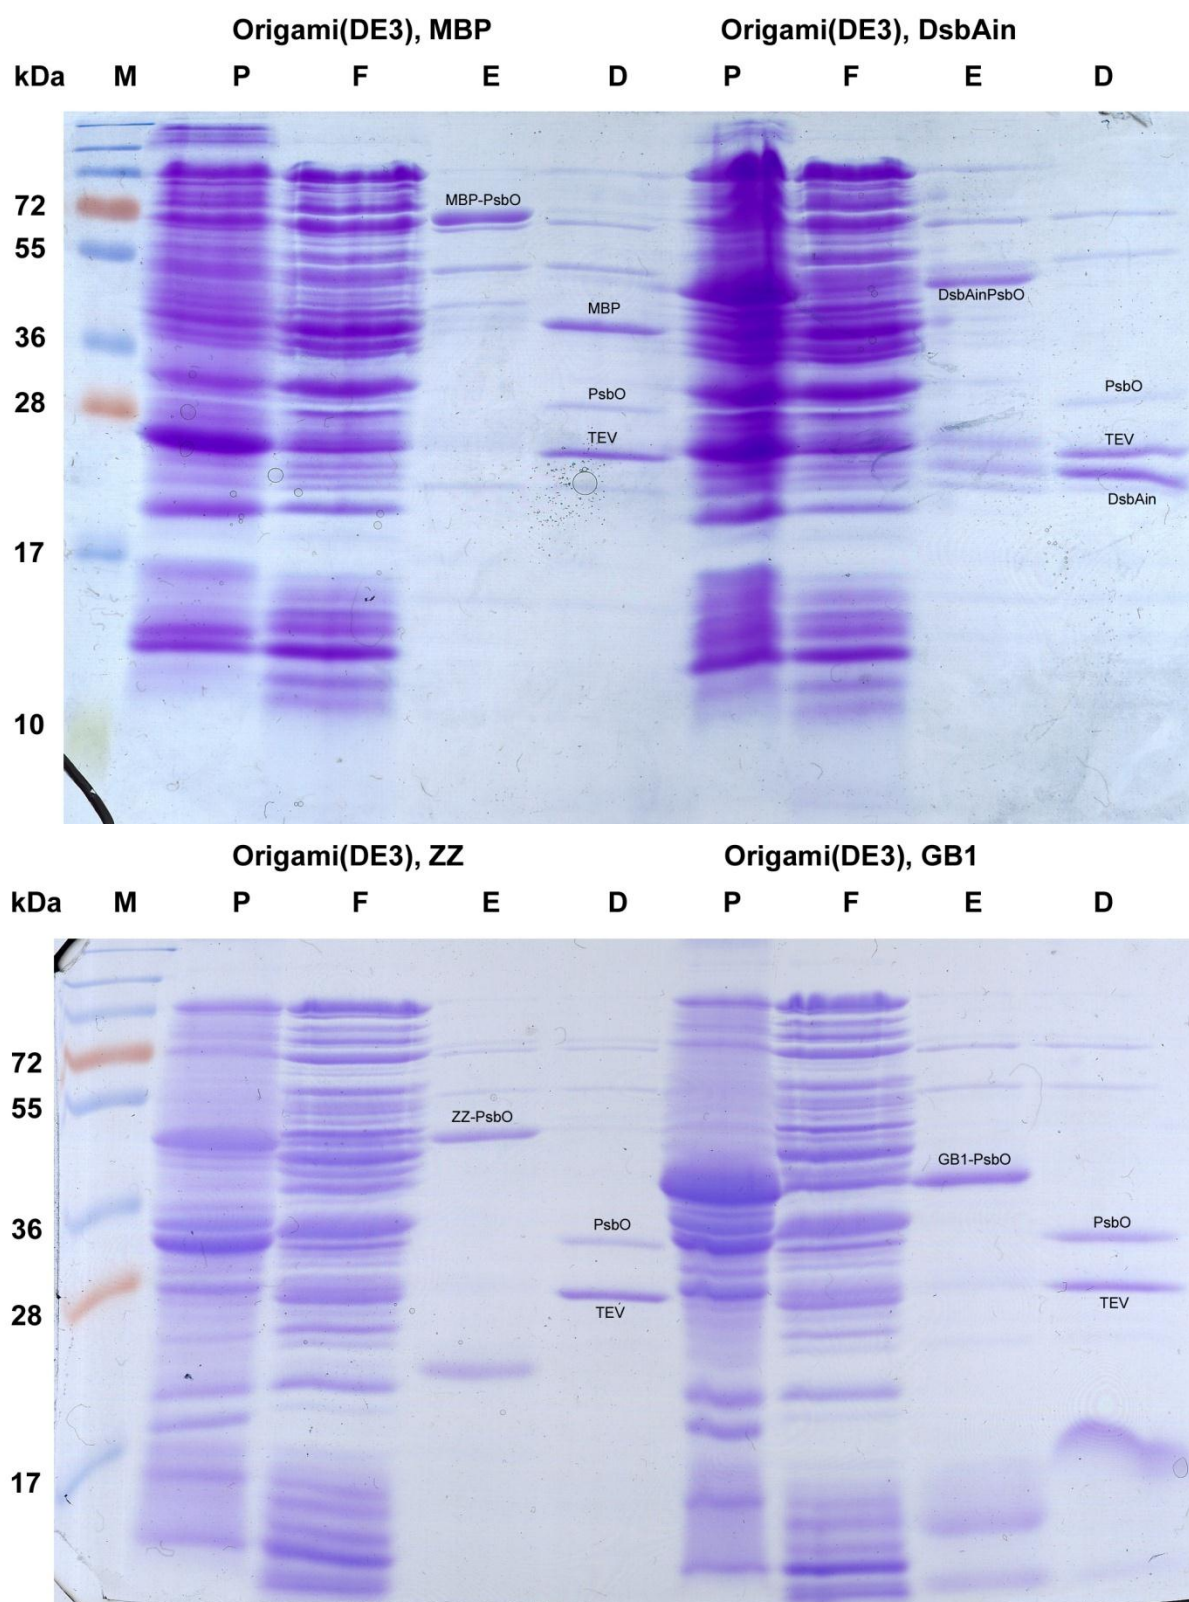 Origami(DE3), MBP Origami(DE3), DsbAin
kDa M P F E D P F E D
72
MBP-PsbO
55
DsbAinPsbO
MBP
36
PsbO PsbO
28
TEV TEV
DsbAin
17
10
Origami(DE3), ZZ Origami(DE3), GB1
kDa M P F E D P F E D
72
55
ZZ-PsbO
GB1-PsbO
36
PsbO PsbO
28
TEV TEV
17